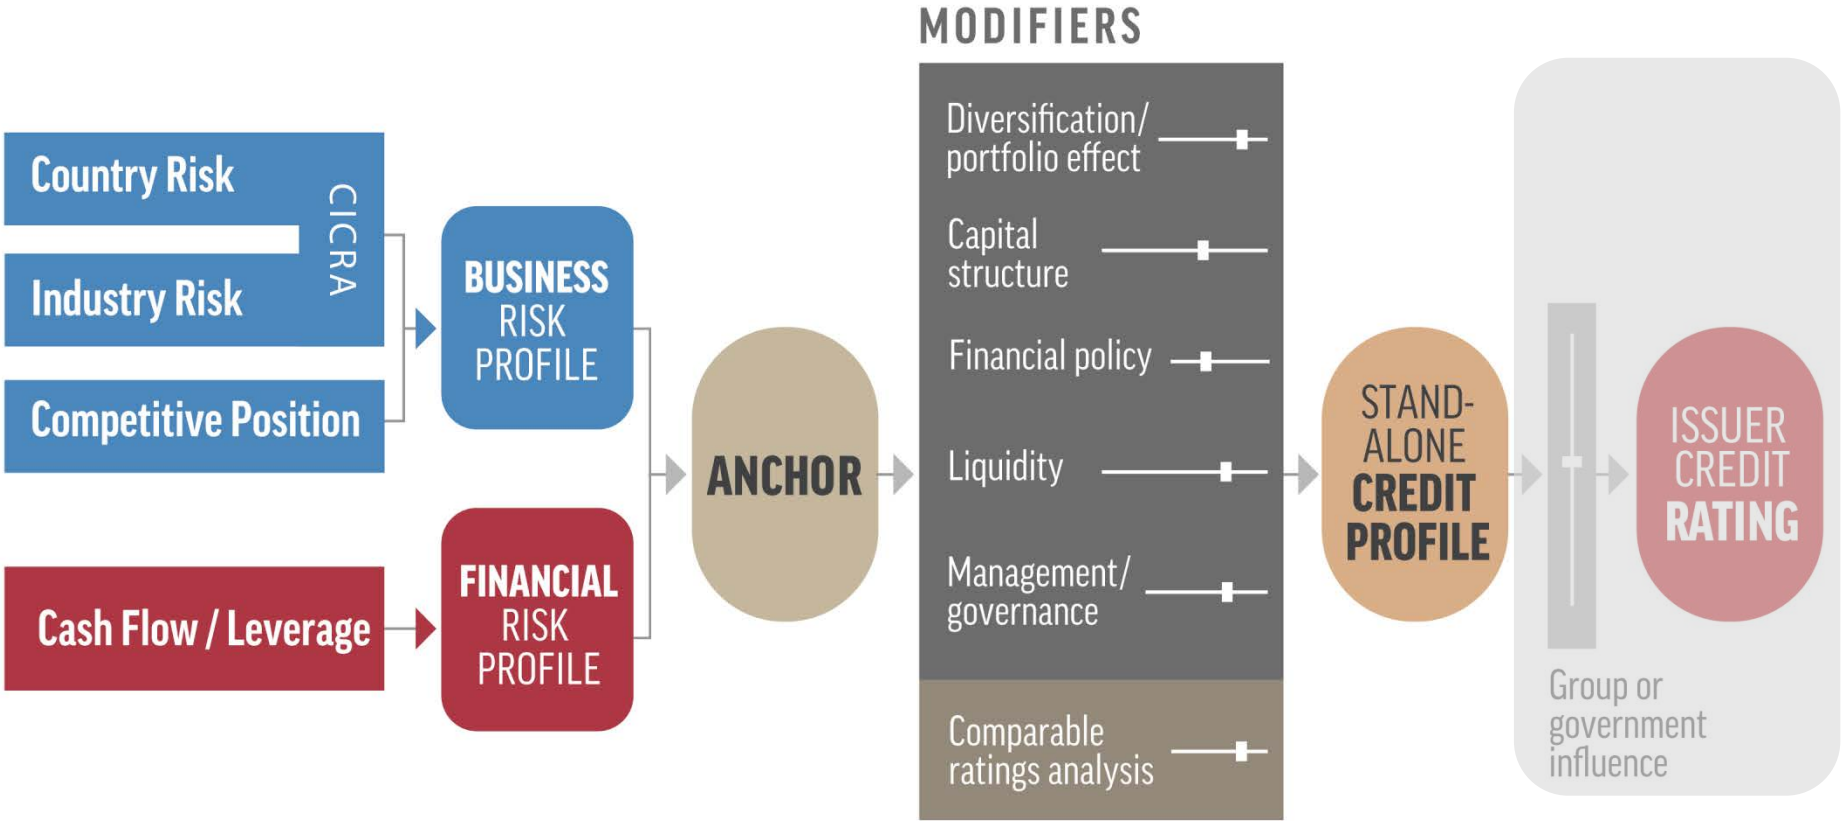 MODIFIERS
Country Risk
Industry Risk
CICRA
Competitive Position
Cash Flow / Leverage
BUSINESS
RISK
PROFILE
FINANCIAL
RISK
PROFILE
ANCHOR
Diversification/
portfolio effect
Capital
structure
Financial policy
Liquidity
Management/
governance
Comparable
ratings analysis
STAND-
ALONE
CREDIT
PROFILE
Group or
government
influence
ISSUER
CREDIT
RATING